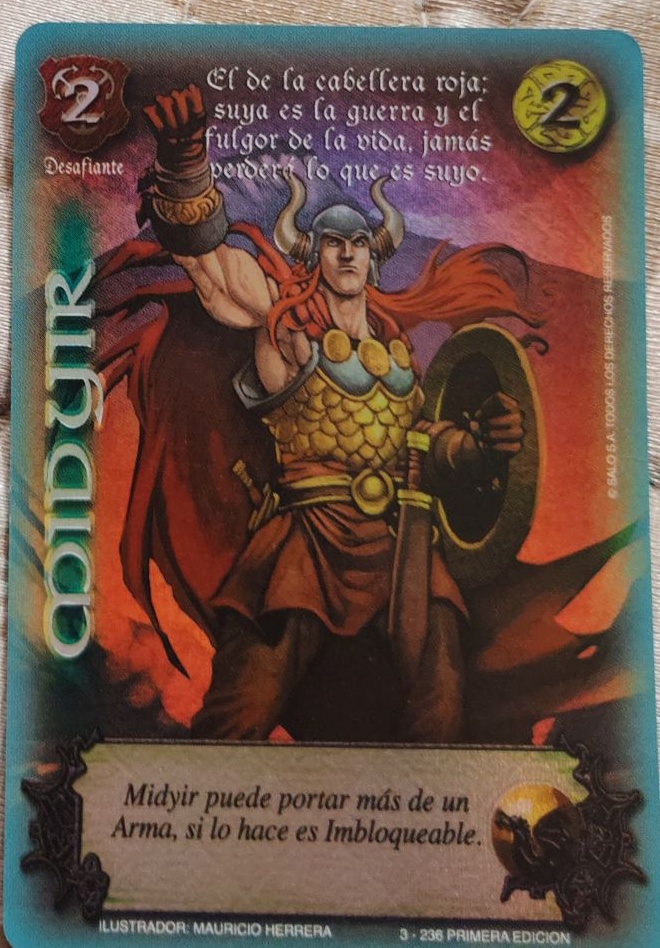 El de la cabellera roja;
suya es la guerra y el
fulgor de la vida, jamás
perderá lo que es suyo.
2
2
Desafiante
MIDYIR
© SALO S.A. TODOS LOS DERECHOS RESERVADOS
Midyir puede portar más de un
Arma, si lo hace es Imbloqueable.
ILUSTRADOR: MAURICIO HERRERA
3 - 236 PRIMERA EDICION